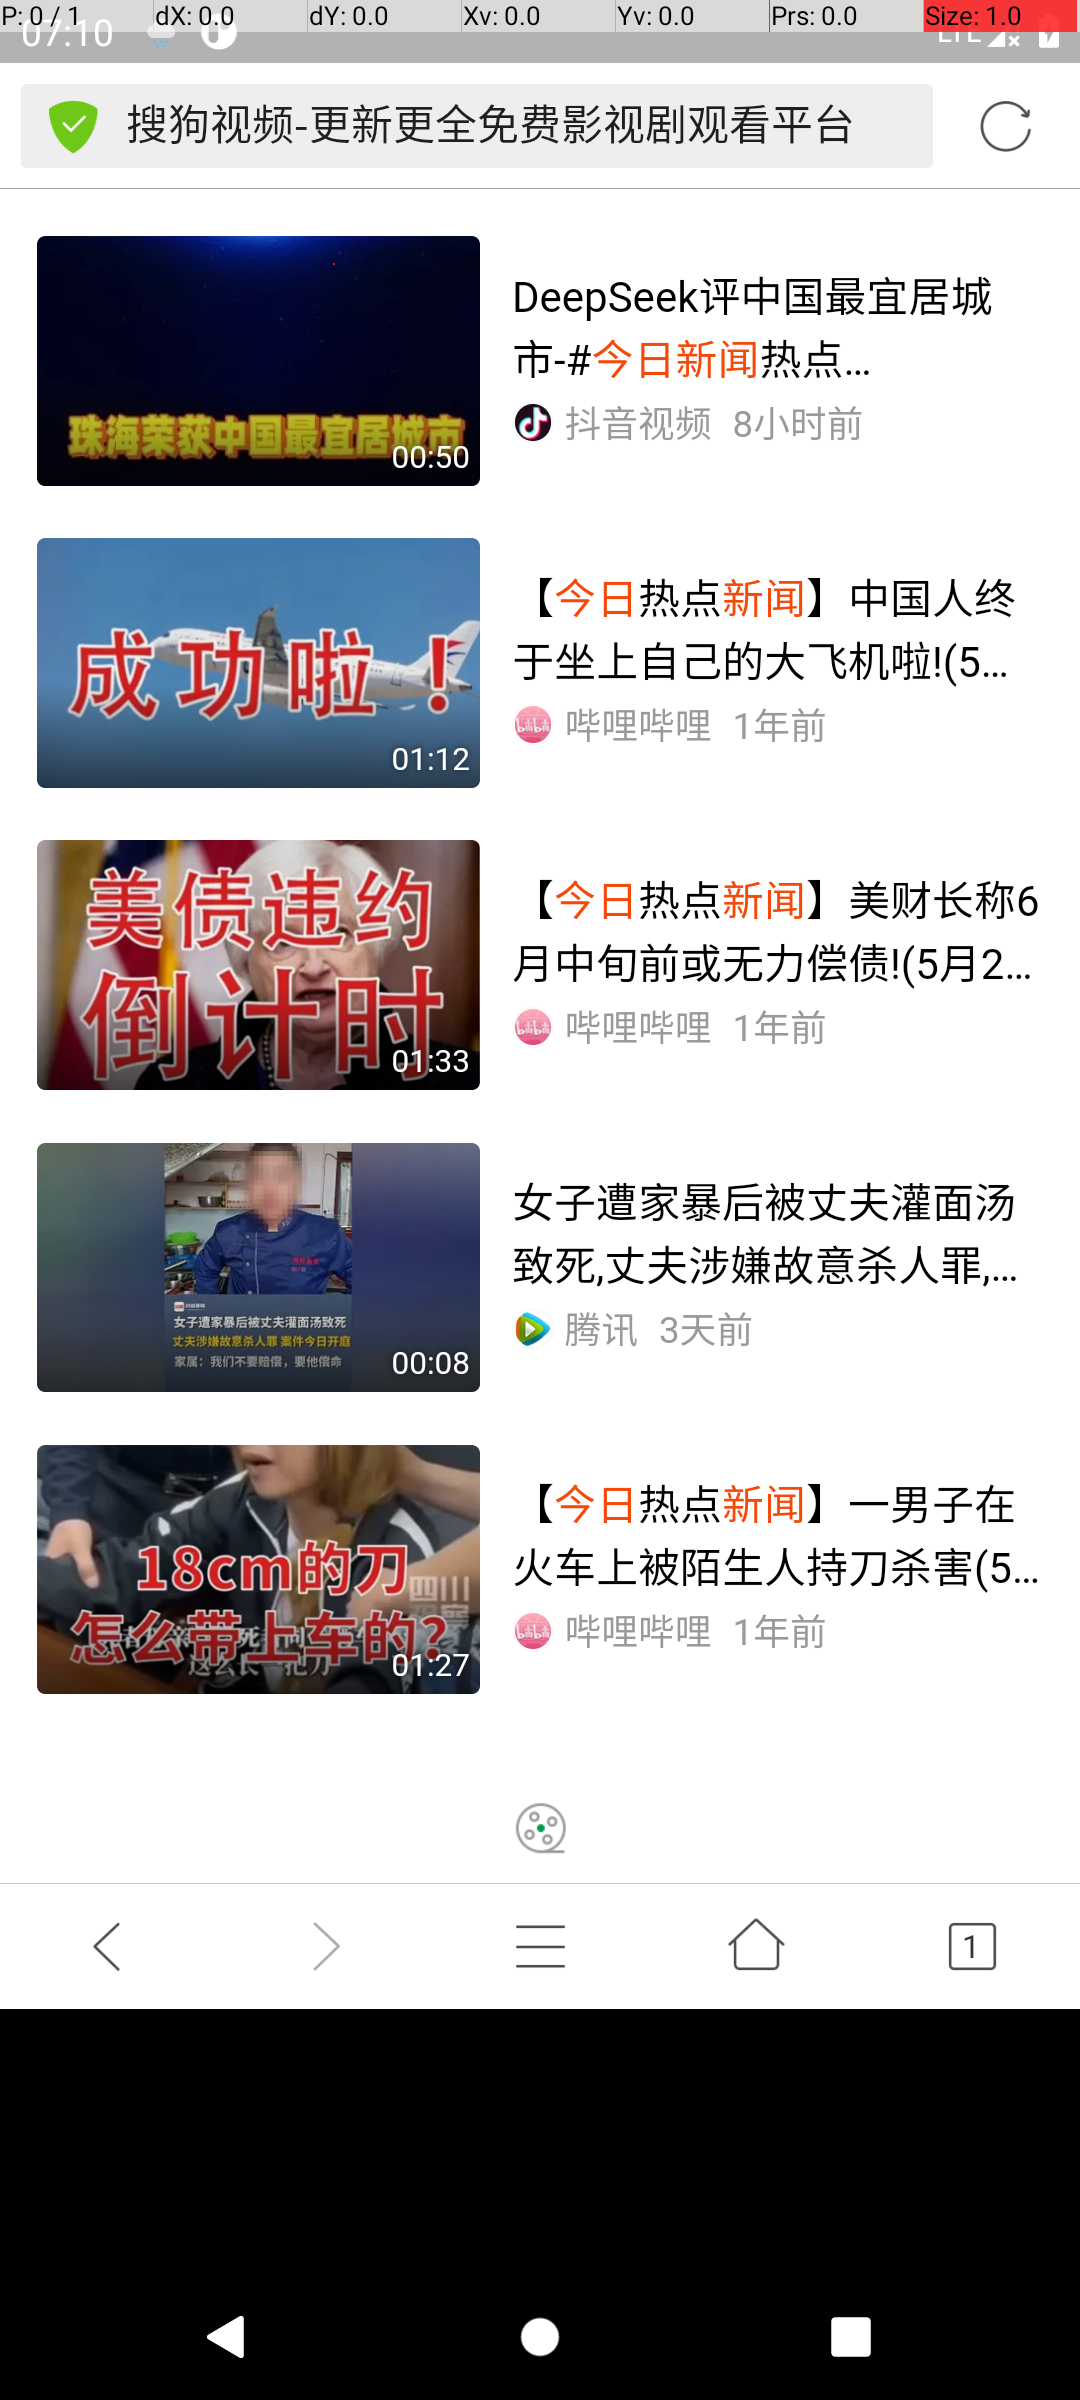 P: 0 / 1
dX: 0.0
dY: 0.0
Xv: 0.0
Yv: 0.0
Prs: 0.0
Size: 1.0
07:10
LTE
搜狗视频-更新更全免费影视剧观看平台
珠海荣获中国最宜居城市
00:50
DeepSeek评中国最宜居城
市-#今日新闻热点...
抖音视频 8小时前
成功啦！
01:12
【今日热点新闻】中国人终
于坐上自己的大飞机啦!(5...
哔哩哔哩 1年前
美债违约
倒计时
01:33
【今日热点新闻】美财长称6
月中旬前或无力偿债!(5月2...
哔哩哔哩 1年前
女子遭家暴后被丈夫灌面汤致死
丈夫涉嫌故意杀人罪 案件今日开庭
家属：我们不要赔偿，要他偿命
00:08
女子遭家暴后被丈夫灌面汤
致死,丈夫涉嫌故意杀人罪,...
腾讯 3天前
18cm的刀
四川
怎么带上车的?
这么长一把刀
01:27
【今日热点新闻】一男子在
火车上被陌生人持刀杀害(5...
哔哩哔哩 1年前
1